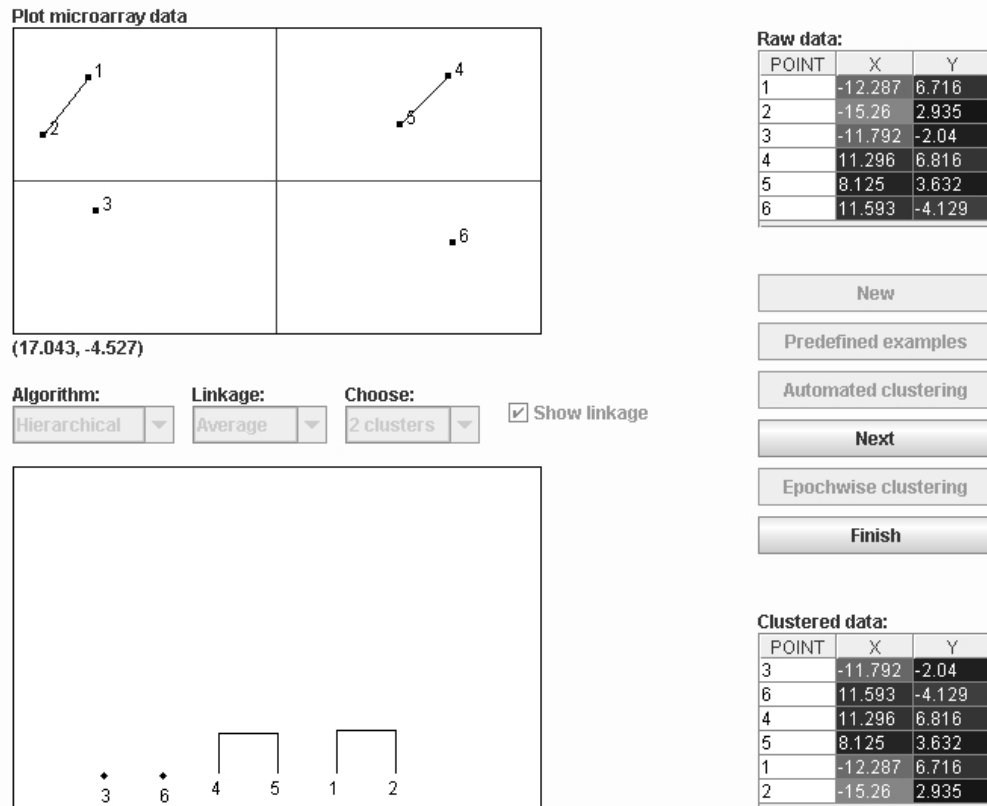 Plot microarray data
1
2
4
5
3
6
(17.043, -4.527)
Algorithm: Linkage: Choose:
Hierarchical Average 2 clusters Show linkage
3 6 4 5 1 2
Raw data:
POINT X Y
1 -12.287 6.716
2 -15.26 2.935
3 -11.792 -2.04
4 11.296 6.816
5 8.125 3.632
6 11.593 -4.129
New
Predefined examples
Automated clustering
Next
Epochwise clustering
Finish
Clustered data:
POINT X Y
3 -11.792 -2.04
6 11.593 -4.129
4 11.296 6.816
5 8.125 3.632
1 -12.287 6.716
2 -15.26 2.935